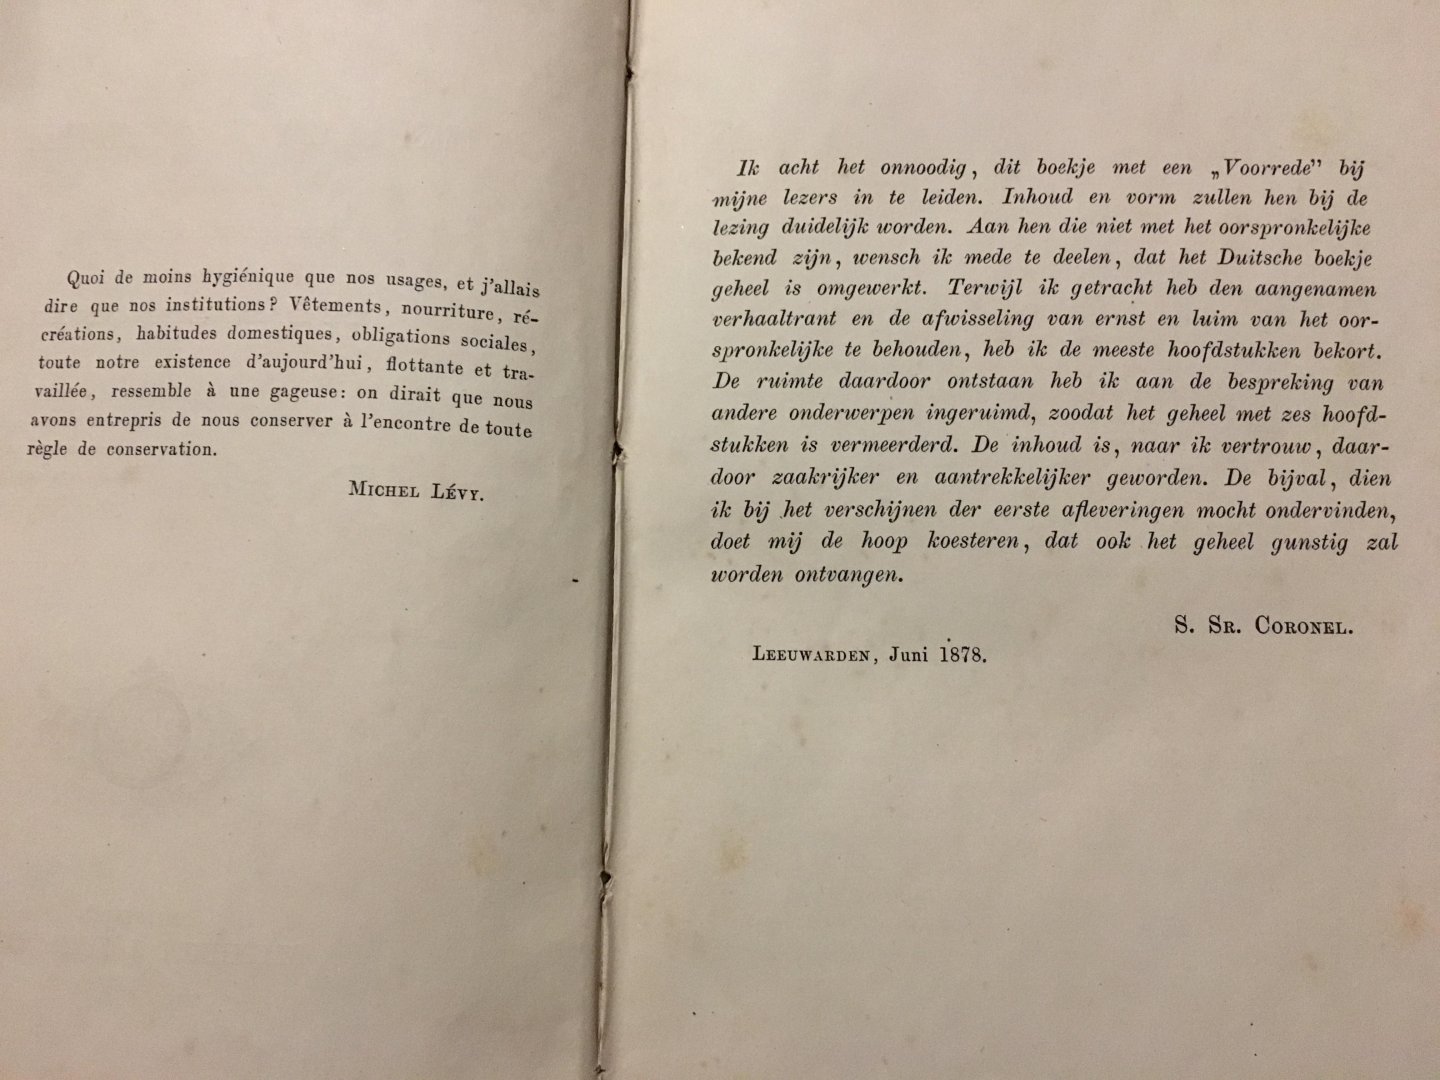 Quoi de moins hygiénique que nos usages, et j'allais
dire que nos institutions? Vêtements, nourriture, ré-
créations, habitudes domestiques, obligations sociales,
toute notre existence d'aujourd'hui, flottante et tra-
vaillée, ressemble à une gageuse: on dirait que nous
avons entrepris de nous conserver à l'encontre de toute
règle de conservation.
MICHEL LÉVY.
Ik acht het onnoodig, dit boekje met een „Voorrede" bij
mijne lezers in te leiden. Inhoud en vorm zullen hen bij de
lezing duidelijk worden. Aan hen die niet met het oorspronkelijke
bekend zijn, wensch ik mede te deelen, dat het Duitsche boekje
geheel is omgewerkt. Terwijl ik getracht heb den aangenamen
verhaaltrant en de afwisseling van ernst en luim van het oor-
spronkelijke te behouden, heb ik de meeste hoofdstukken bekort.
De ruimte daardoor ontstaan heb ik aan de bespreking van
andere onderwerpen ingeruimd, zoodat het geheel met zes hoofd-
stukken is vermeerderd. De inhoud is, naar ik vertrouw, daar-
door zaakrijker en aantrekkelijker geworden. De bijval, dien
ik bij het verschijnen der eerste afleveringen mocht ondervinden,
doet mij de hoop koesteren, dat ook het geheel gunstig zal
worden ontvangen.
S. SR. CORONEL.
LEEUWARDEN, Juni 1878.